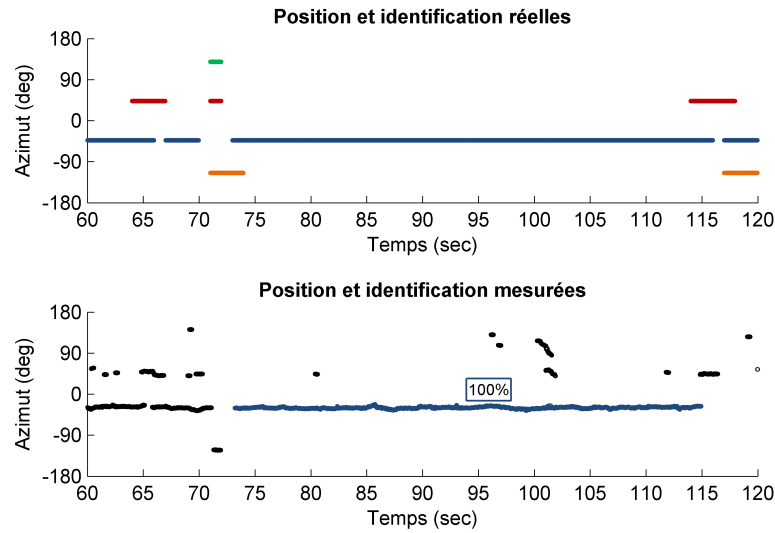 Position et identification réelles
180
90
0
-90
-180
Azimut (deg)
60 65 70 75 80 85 90 95 100 105 110 115 120
Temps (sec)
Position et identification mesurées
180
90
0
-90
-180
Azimut (deg)
100%
60 65 70 75 80 85 90 95 100 105 110 115 120
Temps (sec)